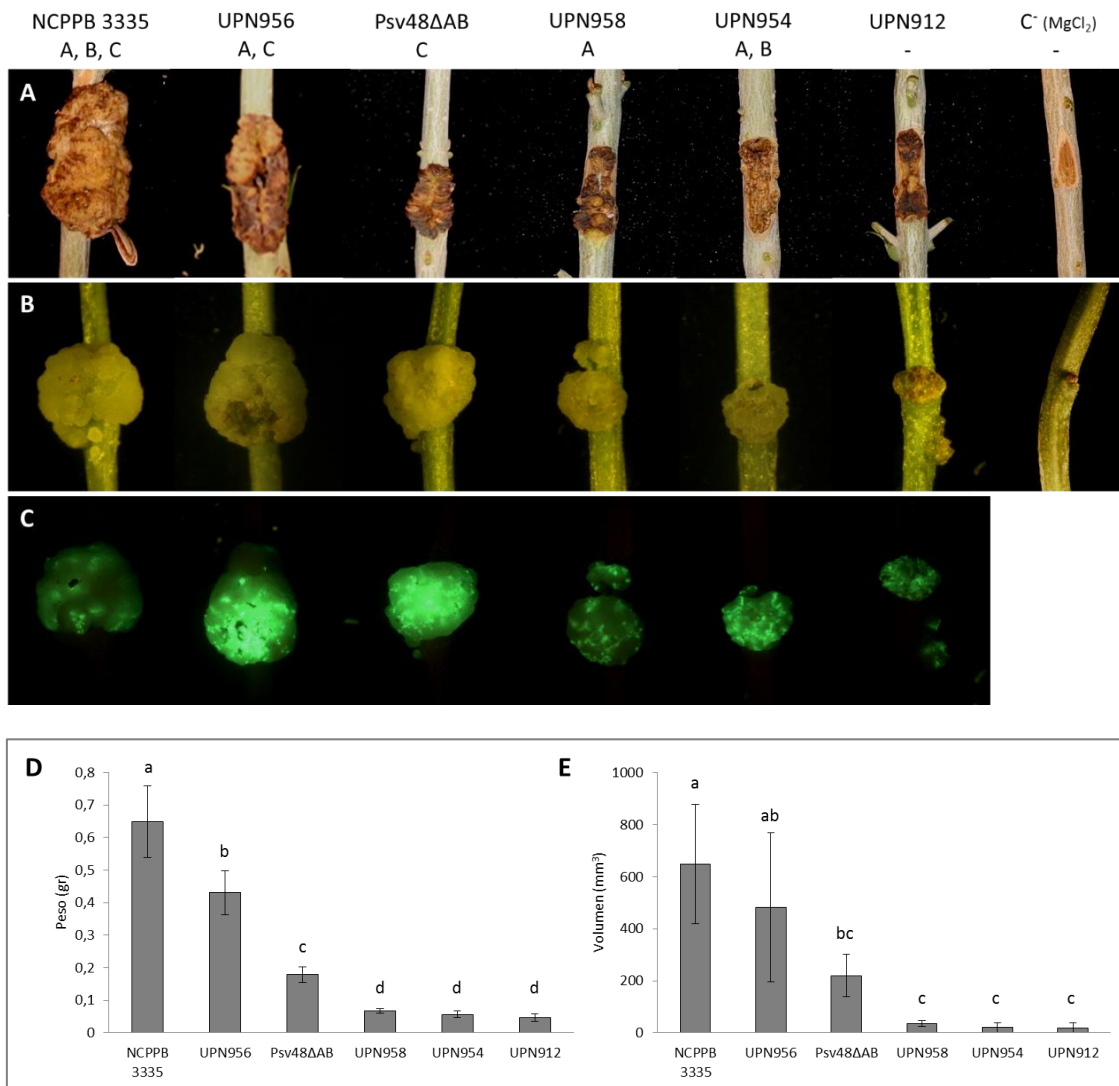 NCPPB 3335 UPN956 Psv48ΔAB UPN958 UPN954 UPN912 C⁻ (MgCl₂)
A, B, C A, C C A A, B - -
A
B
C
D
Peso (gr)
0,8
0,7
0,6
0,5
0,4
0,3
0,2
0,1
0
a b c d d d
NCPPB UPN956 Psv48ΔAB UPN958 UPN954 UPN912
3335
E
Volumen (mm³)
1000
800
600
400
200
0
a ab bc c c c
NCPPB UPN956 Psv48ΔAB UPN958 UPN954 UPN912
3335